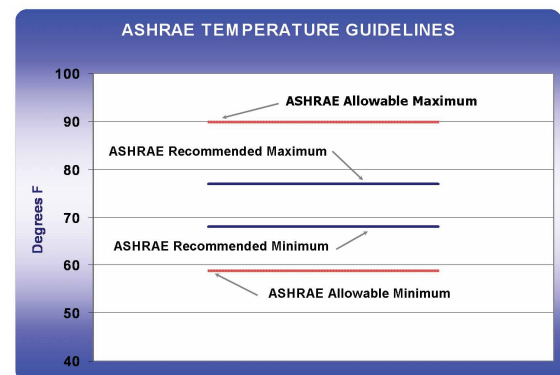 ASHRAE TEMPERATURE GUIDELINES
100
ASHRAE Allowable Maximum
90
ASHRAE Recommended Maximum
80
Degrees F
70
ASHRAE Recommended Minimum
60
ASHRAE Allowable Minimum
50
40